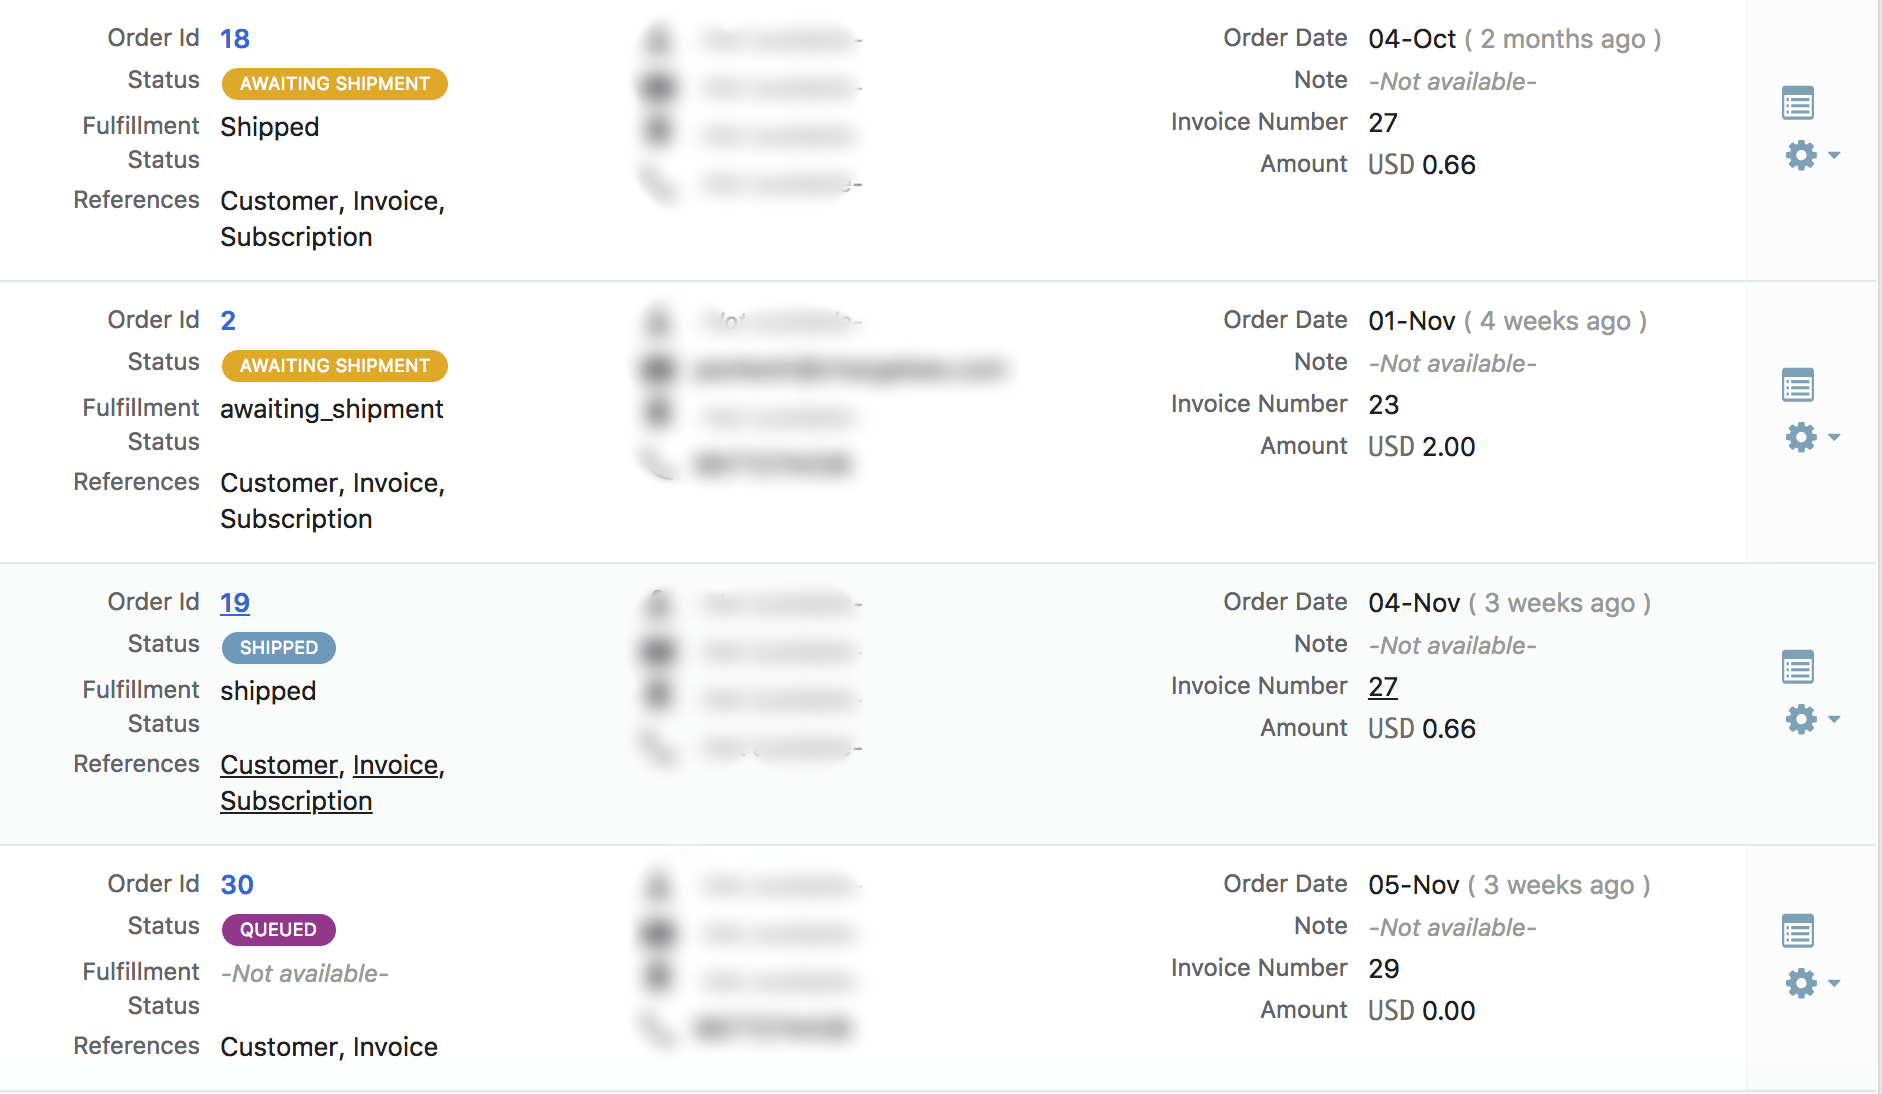 Order Id 18
Status AWAITING SHIPMENT
Fulfillment Shipped
Status
References Customer, Invoice,
Subscription
Order Date 04-Oct ( 2 months ago )
Note -Not available-
Invoice Number 27
Amount USD 0.66
Order Id 2
Status AWAITING SHIPMENT
Fulfillment awaiting_shipment
Status
References Customer, Invoice,
Subscription
Order Date 01-Nov ( 4 weeks ago )
Note -Not available-
Invoice Number 23
Amount USD 2.00
Order Id 19
Status SHIPPED
Fulfillment shipped
Status
References Customer, Invoice,
Subscription
Order Date 04-Nov ( 3 weeks ago )
Note -Not available-
Invoice Number 27
Amount USD 0.66
Order Id 30
Status QUEUED
Fulfillment -Not available-
Status
References Customer, Invoice
Order Date 05-Nov ( 3 weeks ago )
Note -Not available-
Invoice Number 29
Amount USD 0.00